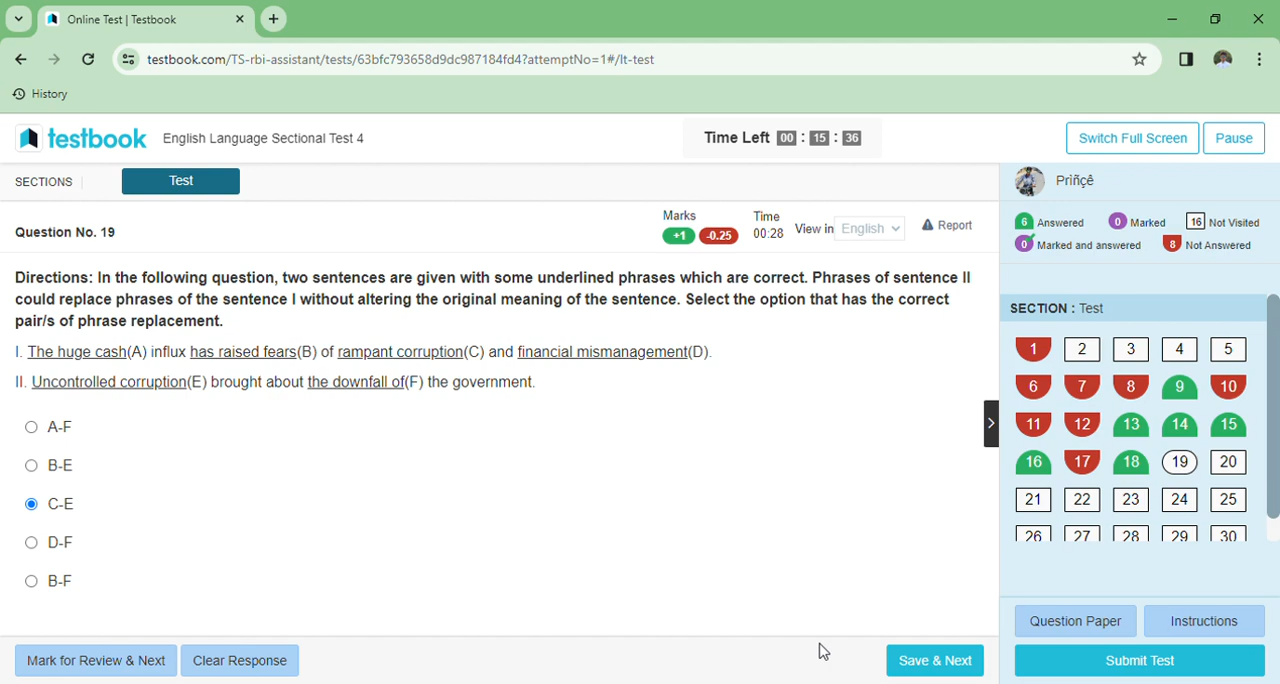 Online Test | Testbook
testbook.com/TS-rbi-assistant/tests/63bfc793658d9dc987184fd4?attemptNo=1#/lt-test
History
testbook English Language Sectional Test 4 Time Left 00 : 15 : 36 Switch Full Screen Pause
SECTIONS Test Prîñçê
Question No. 19 Marks +1 -0.25 Time 00:28 View in English Report
6 Answered 0 Marked 16 Not Visited
0 Marked and answered 8 Not Answered
Directions: In the following question, two sentences are given with some underlined phrases which are correct. Phrases of sentence II
could replace phrases of the sentence I without altering the original meaning of the sentence. Select the option that has the correct
pair/s of phrase replacement.
I. The huge cash(A) influx has raised fears(B) of rampant corruption(C) and financial mismanagement(D).
II. Uncontrolled corruption(E) brought about the downfall of(F) the government.
A-F
B-E
C-E
D-F
B-F
SECTION : Test
1 2 3 4 5
6 7 8 9 10
11 12 13 14 15
16 17 18 19 20
21 22 23 24 25
26 27 28 29 30
Question Paper Instructions
Mark for Review & Next Clear Response Save & Next Submit Test